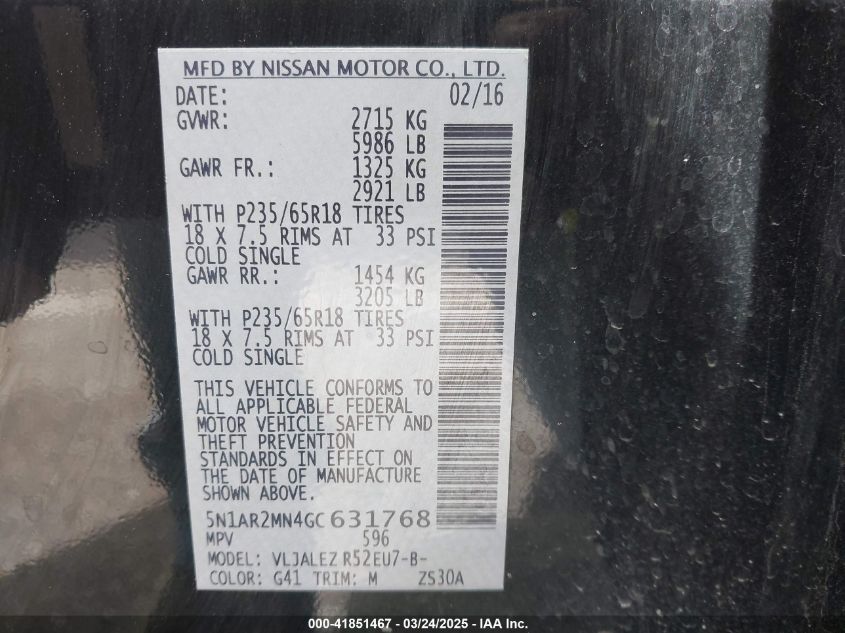 MFD BY NISSAN MOTOR CO., LTD.
DATE: 02/16
GVWR: 2715 KG
5986 LB
GAWR FR.: 1325 KG
2921 LB
WITH P235/65R18 TIRES
18 X 7.5 RIMS AT 33 PSI
COLD SINGLE
GAWR RR.: 1454 KG
3205 LB
WITH P235/65R18 TIRES
18 X 7.5 RIMS AT 33 PSI
COLD SINGLE
THIS VEHICLE CONFORMS TO
ALL APPLICABLE FEDERAL
MOTOR VEHICLE SAFETY AND
THEFT PREVENTION
STANDARDS IN EFFECT ON
THE DATE OF MANUFACTURE
SHOWN ABOVE.
5N1AR2MN4GC631768
MPV 596
MODEL: VLJALEZ R52EU7-B-
COLOR: G41 TRIM: M ZS30A
000-41851467 - 03/24/2025 - IAA Inc.